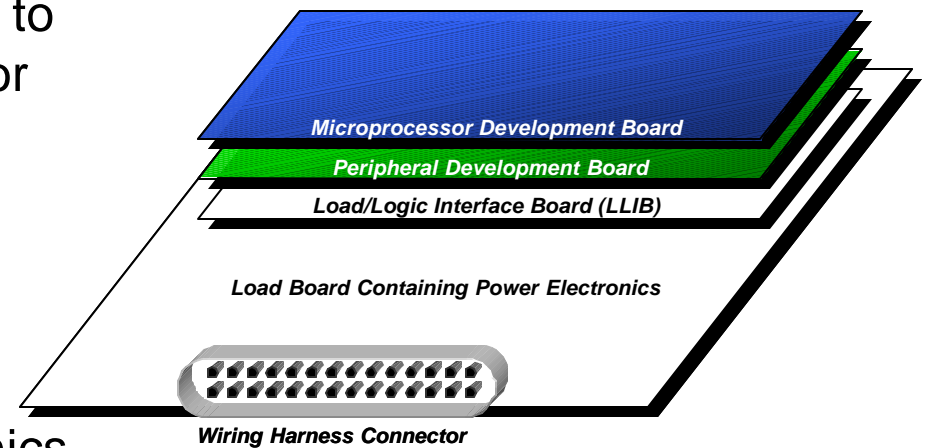 to
or
Microprocessor Development Board
Peripheral Development Board
Load/Logic Interface Board (LLIB)
Load Board Containing Power Electronics
Wiring Harness Connector